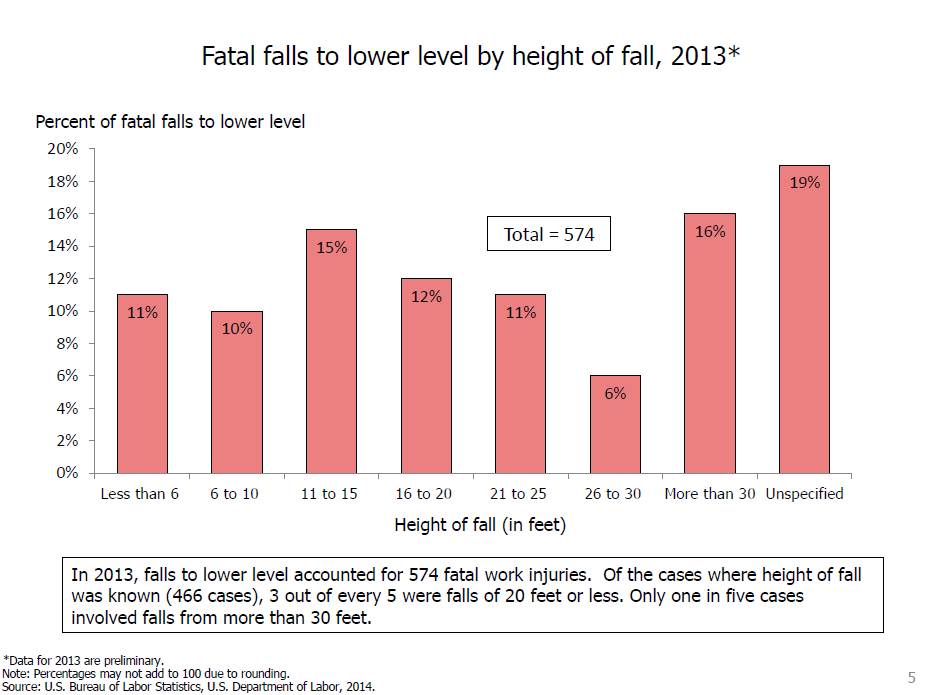 Fatal falls to lower level by height of fall, 2013*
Percent of fatal falls to lower level
20%
18%
16%
14%
12%
10%
8%
6%
4%
2%
0%
11%
10%
15%
12%
11%
6%
16%
19%
Total = 574
Less than 6
6 to 10
11 to 15
16 to 20
21 to 25
26 to 30
More than 30
Unspecified
Height of fall (in feet)
In 2013, falls to lower level accounted for 574 fatal work injuries.  Of the cases where height of fall
was known (466 cases), 3 out of every 5 were falls of 20 feet or less. Only one in five cases
involved falls from more than 30 feet.
*Data for 2013 are preliminary.
Note: Percentages may not add to 100 due to rounding.
Source: U.S. Bureau of Labor Statistics, U.S. Department of Labor, 2014.
5